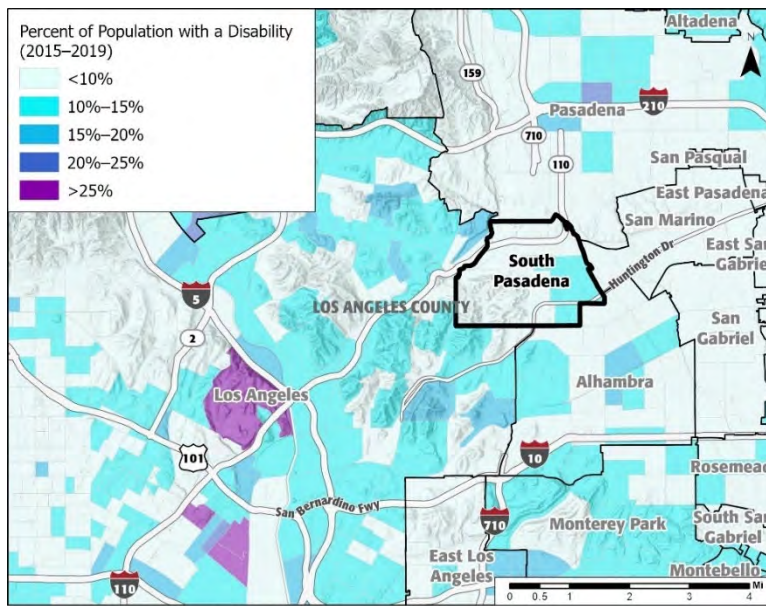 Percent of Population with a Disability
(2015–2019)
<10%
10%–15%
15%–20%
20%–25%
>25%
Altadena
N
159
Pasadena
210
710
110
San Pasqual
East Pasadena
San Marino
East San
Gabriel
South
Pasadena
Huntington Dr
5
LOS ANGELES COUNTY
2
San
Gabriel
Alhambra
Los Angeles
101
10
Rosemead
San Bernardino Fwy
710
Monterey Park
South San
Gabriel
East Los
Angeles
Montebello
110
Mi
0 0.5 1 2 3 4